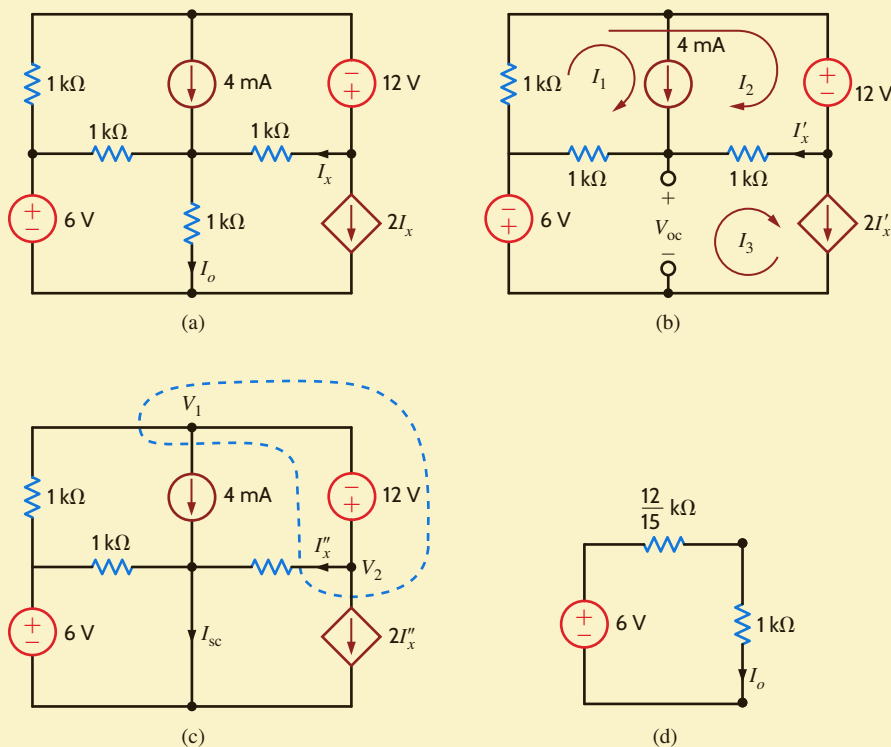 1 kΩ
4 mA
− +
12 V
1 kΩ
1 kΩ
I_x
+ −
6 V
1 kΩ
2I_x
I_o
(a)
4 mA
1 kΩ
I_1
I_2
+ −
12 V
I′_x
1 kΩ
1 kΩ
− +
6 V
+
V_oc
−
I_3
2I′_x
(b)
V_1
1 kΩ
4 mA
− +
12 V
1 kΩ
I″_x
V_2
+ −
6 V
I_sc
2I″_x
(c)
12/15 kΩ
+ −
6 V
1 kΩ
I_o
(d)